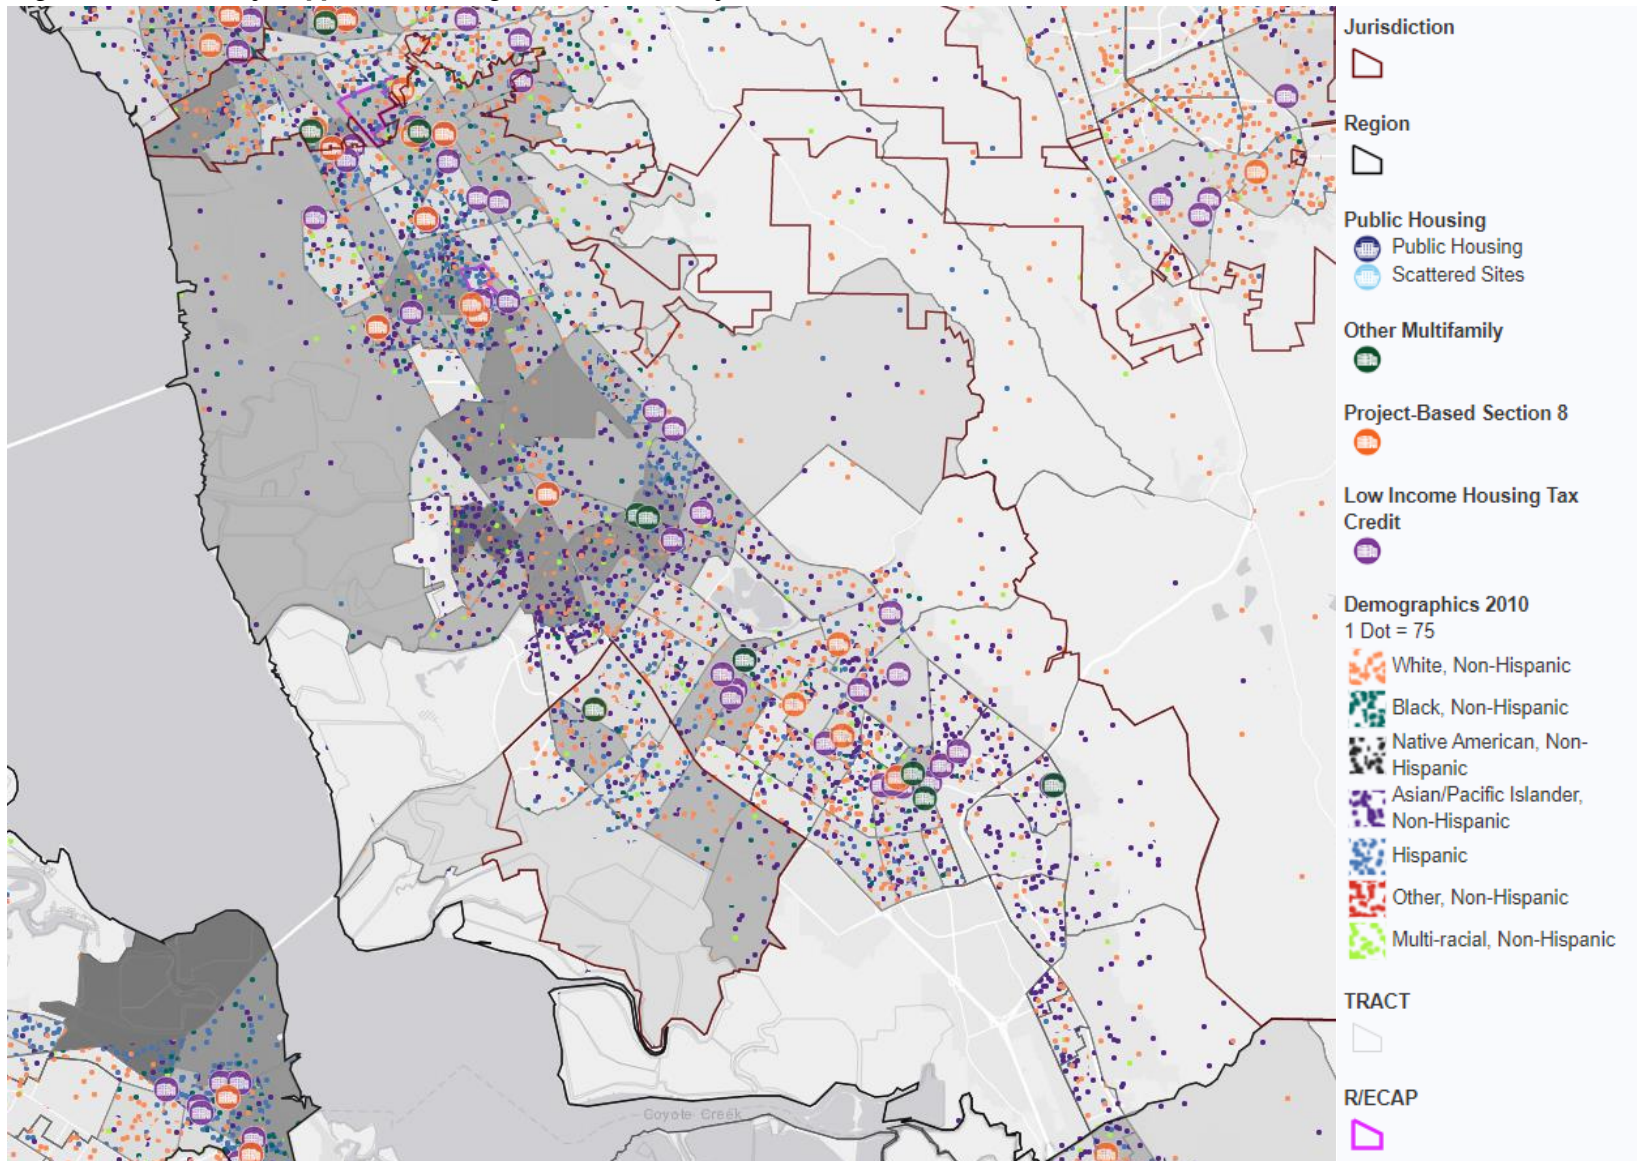 Jurisdiction
Region
Public Housing
Public Housing
Scattered Sites
Other Multifamily
Project-Based Section 8
Low Income Housing Tax
Credit
Demographics 2010
1 Dot = 75
White, Non-Hispanic
Black, Non-Hispanic
Native American, Non-
Hispanic
Asian/Pacific Islander,
Non-Hispanic
Hispanic
Other, Non-Hispanic
Multi-racial, Non-Hispanic
TRACT
R/ECAP
Coyote Creek